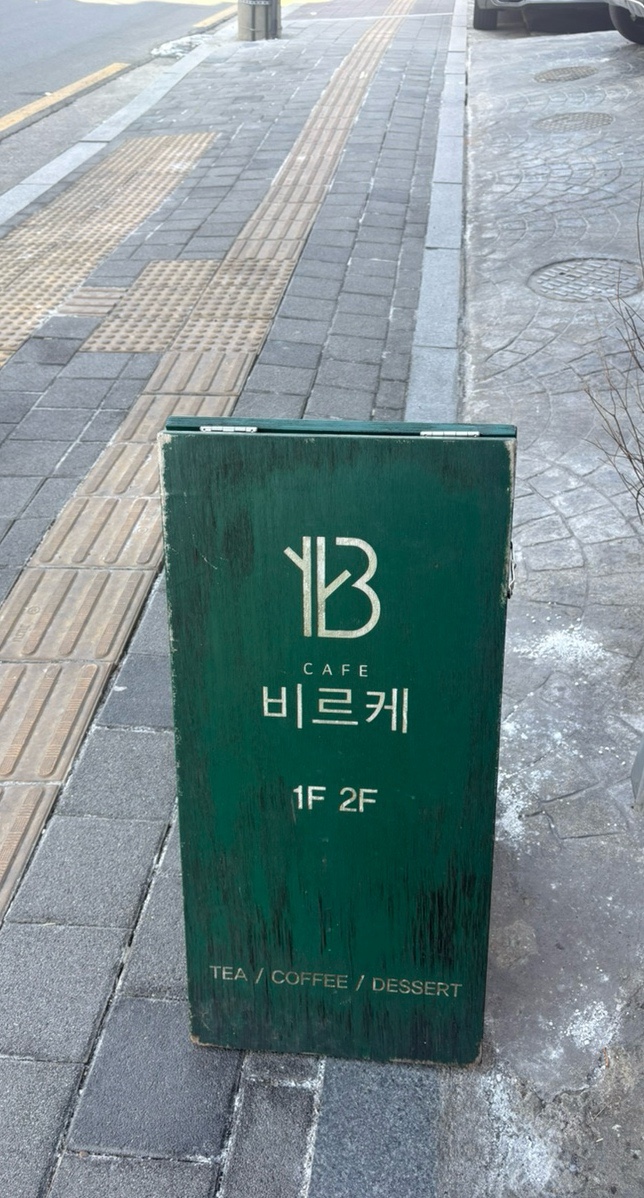 B
CAFE
비르케
1F 2F
TEA / COFFEE / DESSERT